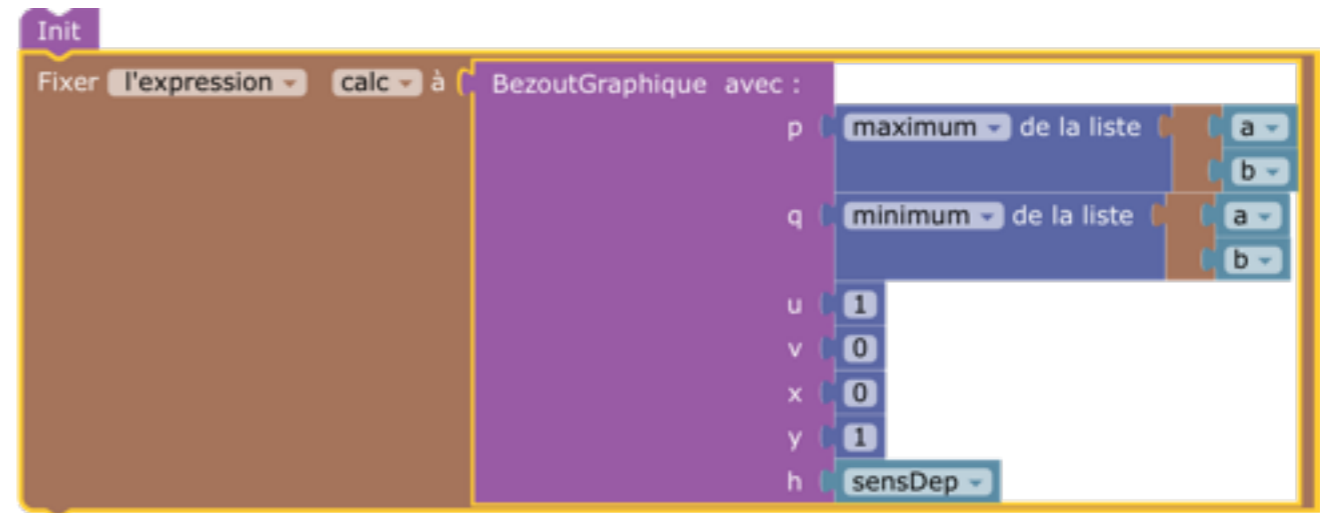 Init
Fixer l'expression calc à BezoutGraphique avec :
p maximum de la liste a
b
q minimum de la liste a
b
u 1
v 0
x 0
y 1
h sensDep